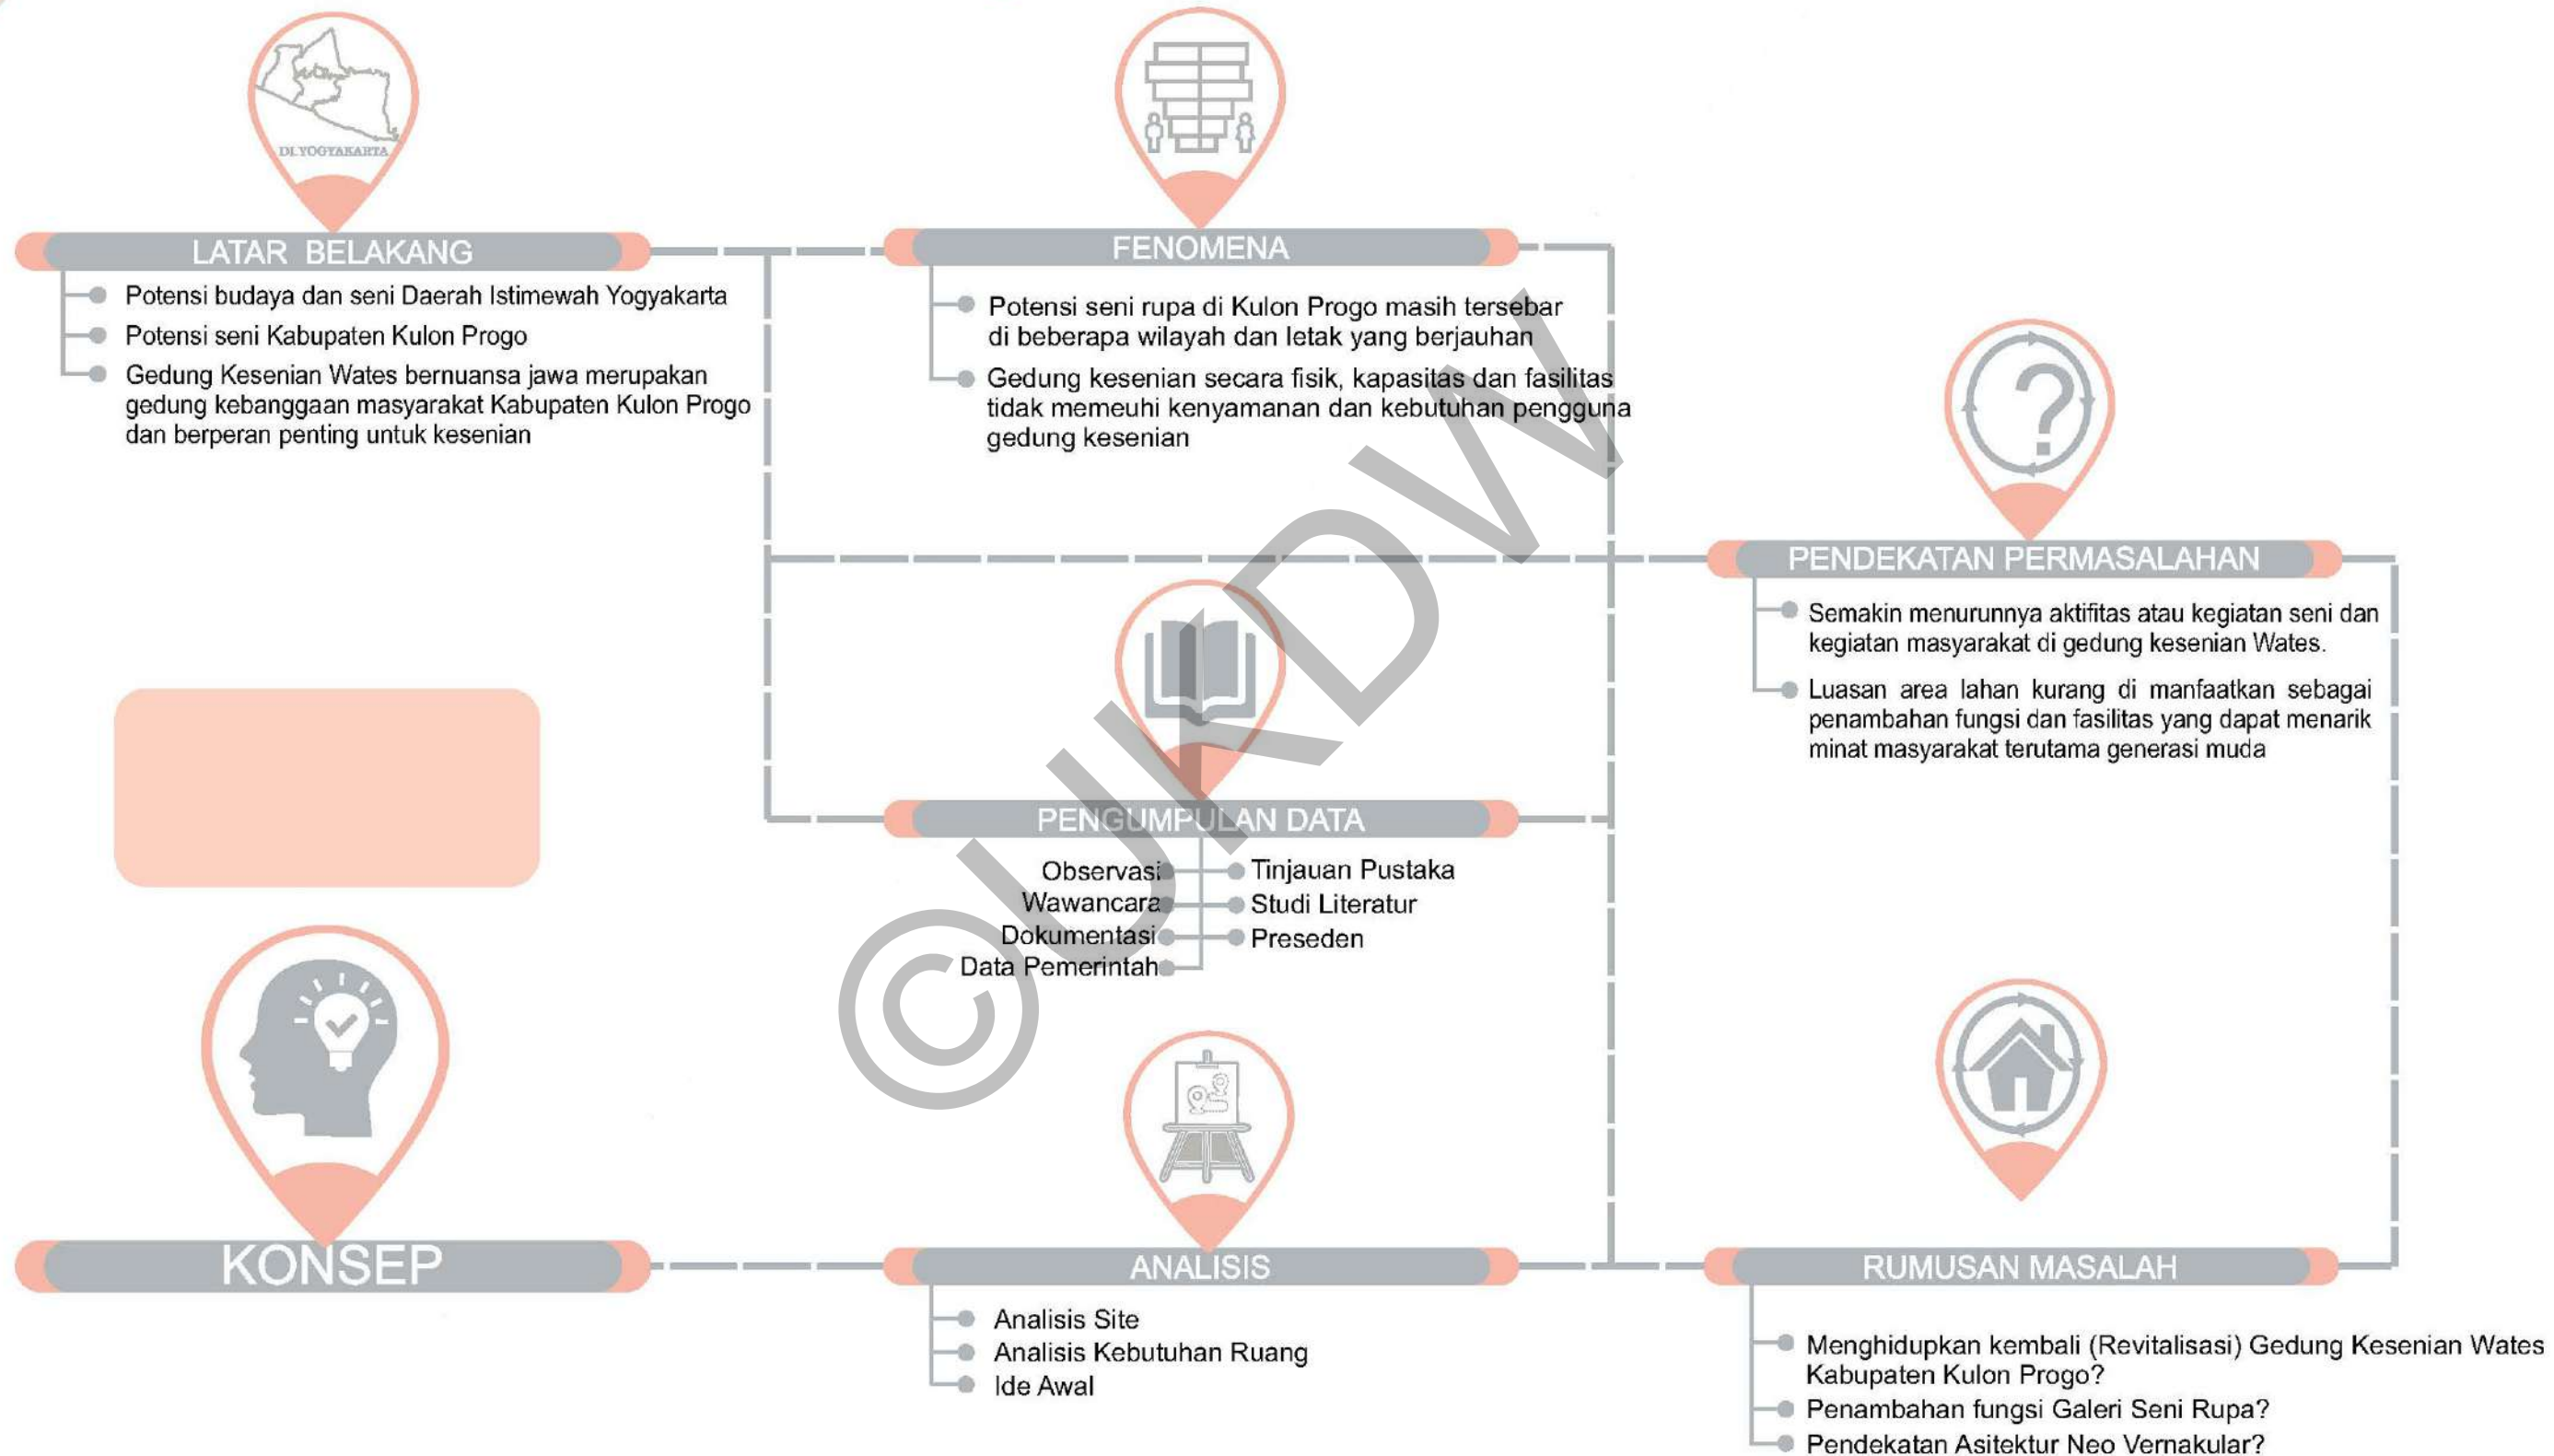 DI.YOGYAKARTA
LATAR BELAKANG
Potensi budaya dan seni Daerah Istimewah Yogyakarta
Potensi seni Kabupaten Kulon Progo
Gedung Kesenian Wates bernuansa jawa merupakan
gedung kebanggaan masyarakat Kabupaten Kulon Progo
dan berperan penting untuk kesenian
FENOMENA
Potensi seni rupa di Kulon Progo masih tersebar
di beberapa wilayah dan letak yang berjauhan
Gedung kesenian secara fisik, kapasitas dan fasilitas
tidak memeuhi kenyamanan dan kebutuhan pengguna
gedung kesenian
?
PENDEKATAN PERMASALAHAN
Semakin menurunnya aktifitas atau kegiatan seni dan
kegiatan masyarakat di gedung kesenian Wates.
Luasan area lahan kurang di manfaatkan sebagai
penambahan fungsi dan fasilitas yang dapat menarik
minat masyarakat terutama generasi muda
PENGUMPULAN DATA
Observasi
Wawancara
Dokumentasi
Data Pemerintah
Tinjauan Pustaka
Studi Literatur
Preseden
©UKDW
KONSEP
ANALISIS
Analisis Site
Analisis Kebutuhan Ruang
Ide Awal
RUMUSAN MASALAH
Menghidupkan kembali (Revitalisasi) Gedung Kesenian Wates
Kabupaten Kulon Progo?
Penambahan fungsi Galeri Seni Rupa?
Pendekatan Asitektur Neo Vernakular?